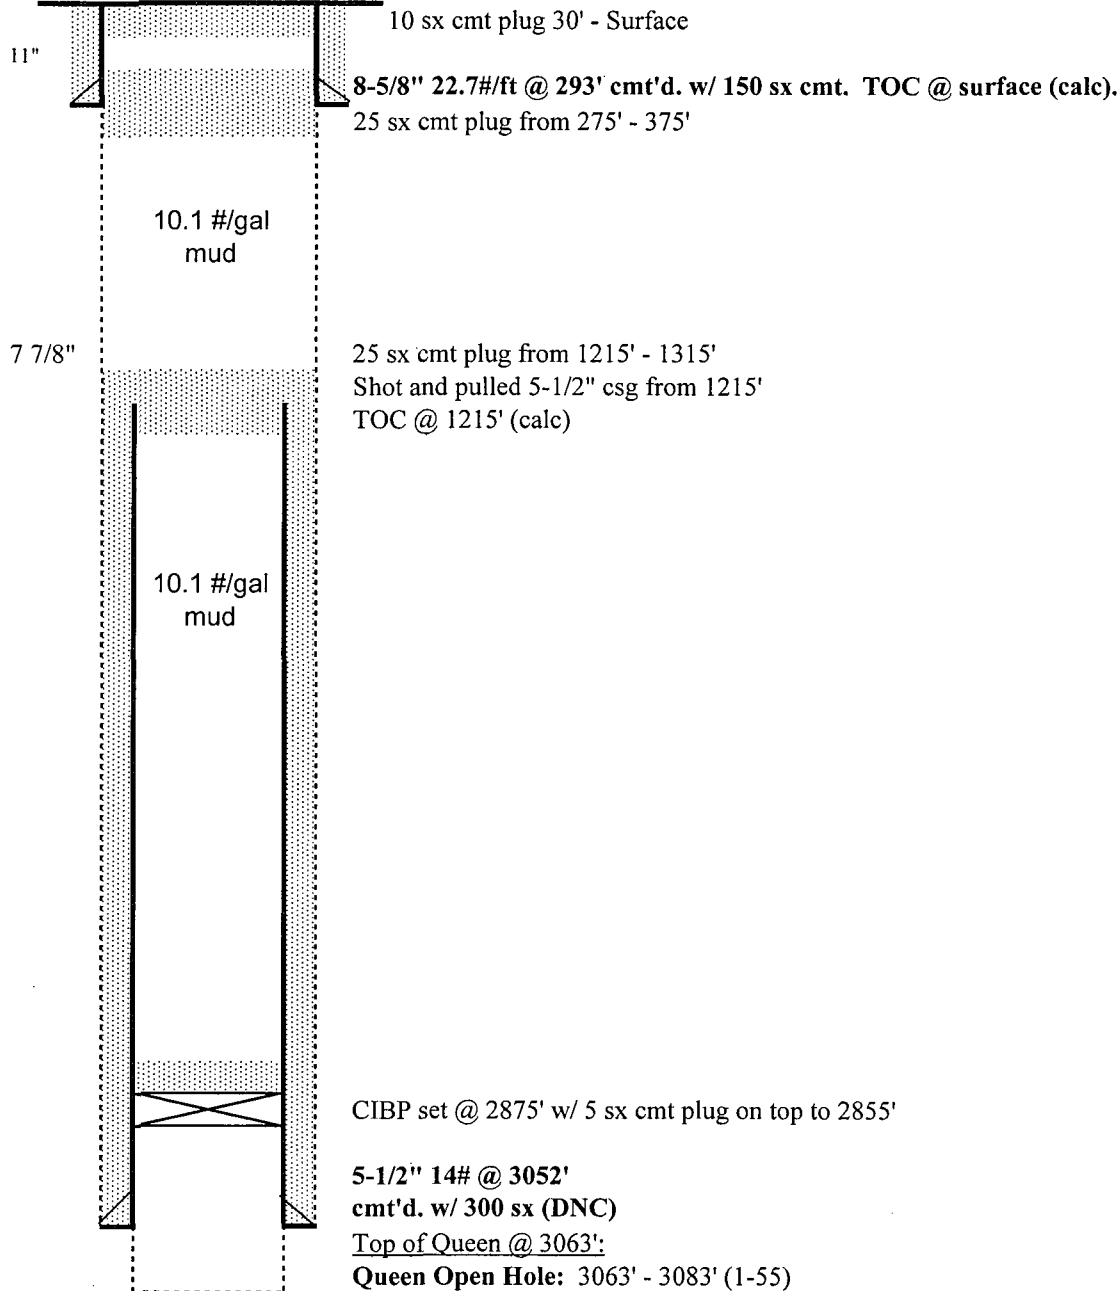 10 sx cmt plug 30' - Surface
11"
8-5/8" 22.7#/ft @ 293' cmt'd. w/ 150 sx cmt.  TOC @ surface (calc).
25 sx cmt plug from 275' - 375'
10.1 #/gal
mud
7 7/8"
25 sx cmt plug from 1215' - 1315'
Shot and pulled 5-1/2" csg from 1215'
TOC @ 1215' (calc)
10.1 #/gal
mud
CIBP set @ 2875' w/ 5 sx cmt plug on top to 2855'
5-1/2" 14# @ 3052'
cmt'd. w/ 300 sx (DNC)
Top of Queen @ 3063':
Queen Open Hole:  3063' - 3083' (1-55)